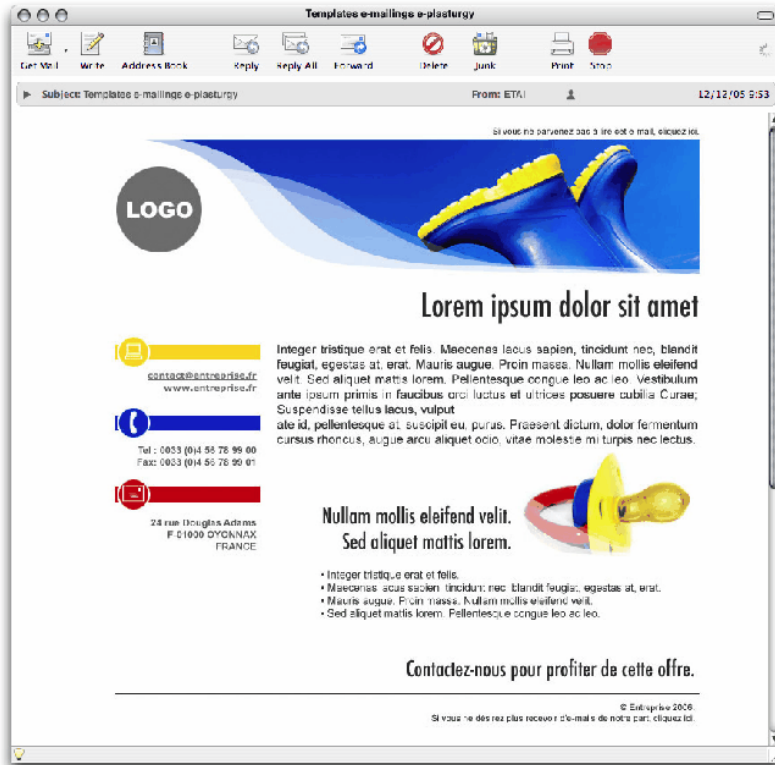 Templates e-mailings e-plasturgy
Get Mail Write Address Book Reply Reply All Forward Delete Junk Print Stop
Subject: Templates e-mailings e-plasturgy From: ETAI 12/12/05 9:53
Si vous ne parvenez pas à lire cet e-mail, cliquez ici.
LOGO
Lorem ipsum dolor sit amet
Integer tristique erat et felis. Maecenas lacus sapien, tincidunt nec, blandit
feugiat, egestas at, erat. Mauris augue. Proin massa. Nullam mollis eleifend
velit. Sed aliquet mattis lorem. Pellentesque congue leo ac leo. Vestibulum
ante ipsum primis in faucibus orci luctus et ultrices posuere cubilia Curae;
Suspendisse tellus lacus, vulput
ate id, pellentesque at, suscipit eu, purus. Praesent dictum, dolor fermentum
cursus rhoncus, augue arcu aliquet odio, vitae molestie mi turpis nec lectus.
contact@entreprise.fr
www.entreprise.fr
Tel : 0033 (0)4 56 78 99 00
Fax: 0033 (0)4 56 78 99 01
24 rue Douglas Adams
F-01000 OYONNAX
FRANCE
Nullam mollis eleifend velit.
Sed aliquet mattis lorem.
• Integer tristique erat et felis.
• Maecenas lacus sapien, tincidunt nec, blandit feugiat, egestas at, erat.
• Mauris augue. Proin massa. Nullam mollis eleifend velit.
• Sed aliquet mattis lorem. Pellentesque congue leo ac leo.
Contactez-nous pour profiter de cette offre.
© Entreprise 2006.
Si vous ne désirez plus recevoir d'e-mails de notre part, cliquez ici.